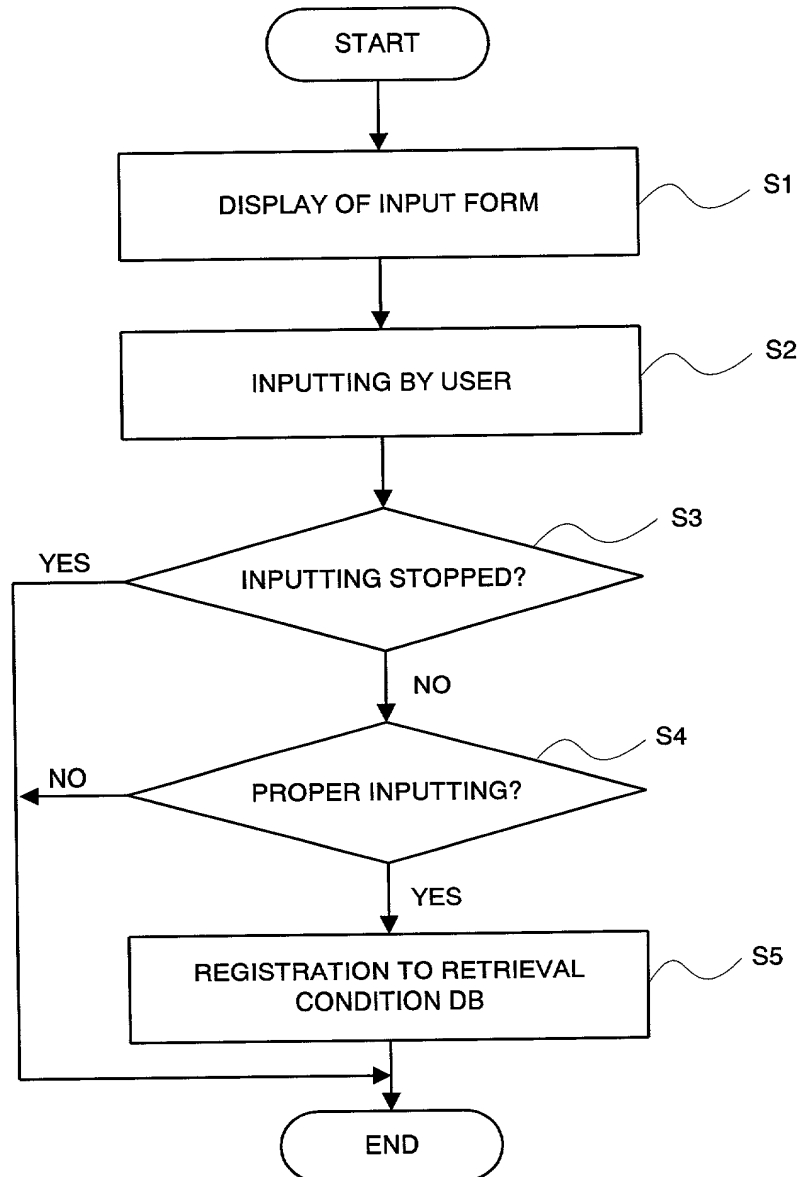 START
DISPLAY OF INPUT FORM
S1
INPUTTING BY USER
S2
INPUTTING STOPPED?
S3
YES
NO
PROPER INPUTTING?
S4
NO
YES
REGISTRATION TO RETRIEVAL
CONDITION DB
S5
END